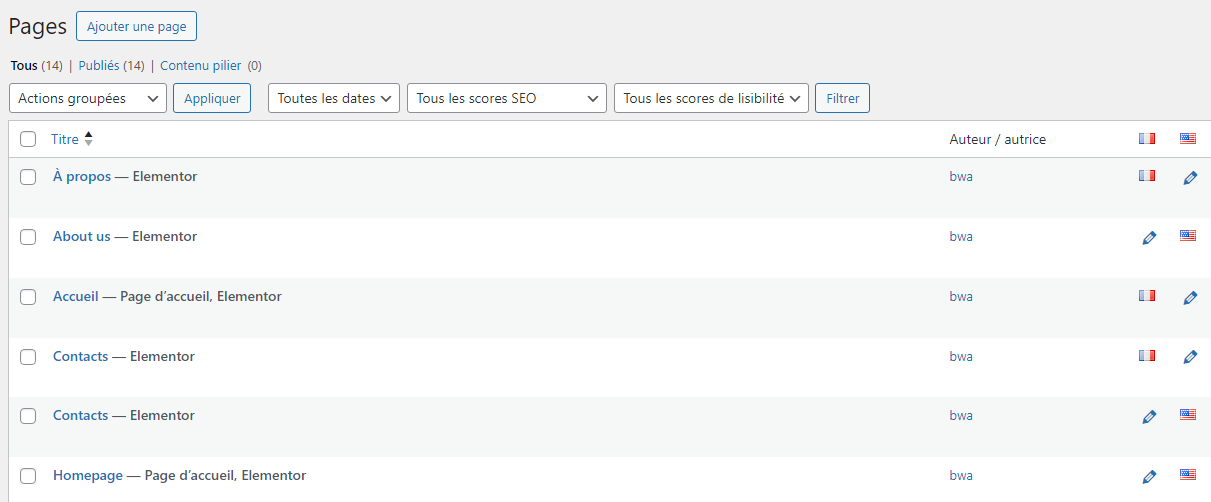 Pages Ajouter une page
Tous (14) | Publiés (14) | Contenu pilier (0)
Actions groupées Appliquer Toutes les dates Tous les scores SEO Tous les scores de lisibilité Filtrer
Titre Auteur / autrice
À propos — Elementor bwa
About us — Elementor bwa
Accueil — Page d’accueil, Elementor bwa
Contacts — Elementor bwa
Contacts — Elementor bwa
Homepage — Page d’accueil, Elementor bwa